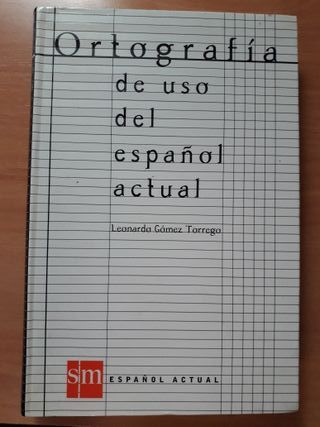 Ortografía
de uso
del
español
actual
Leonardo Gómez Torrego
sm ESPAÑOL ACTUAL